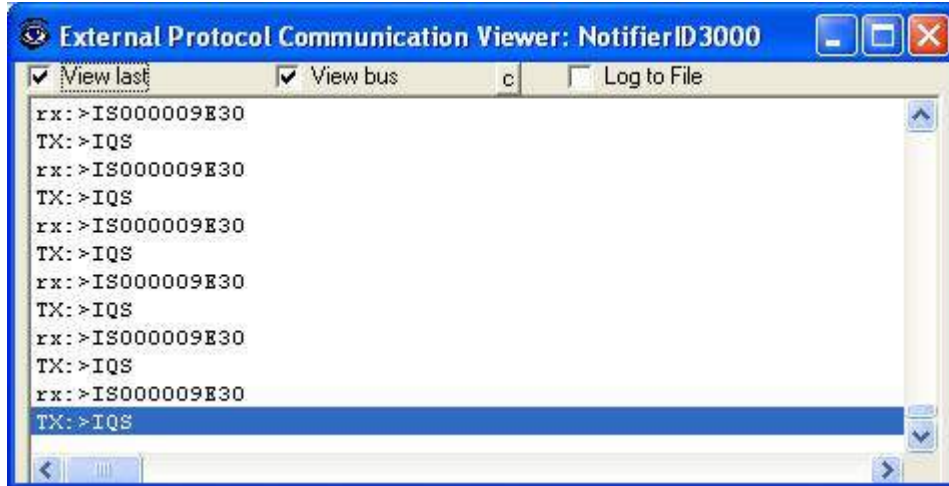 External Protocol Communication Viewer: NotifierID3000
View last View bus c Log to File
rx:>IS000009E30
TX:>IQS
rx:>IS000009E30
TX:>IQS
rx:>IS000009E30
TX:>IQS
rx:>IS000009E30
TX:>IQS
rx:>IS000009E30
TX:>IQS
rx:>IS000009E30
TX:>IQS